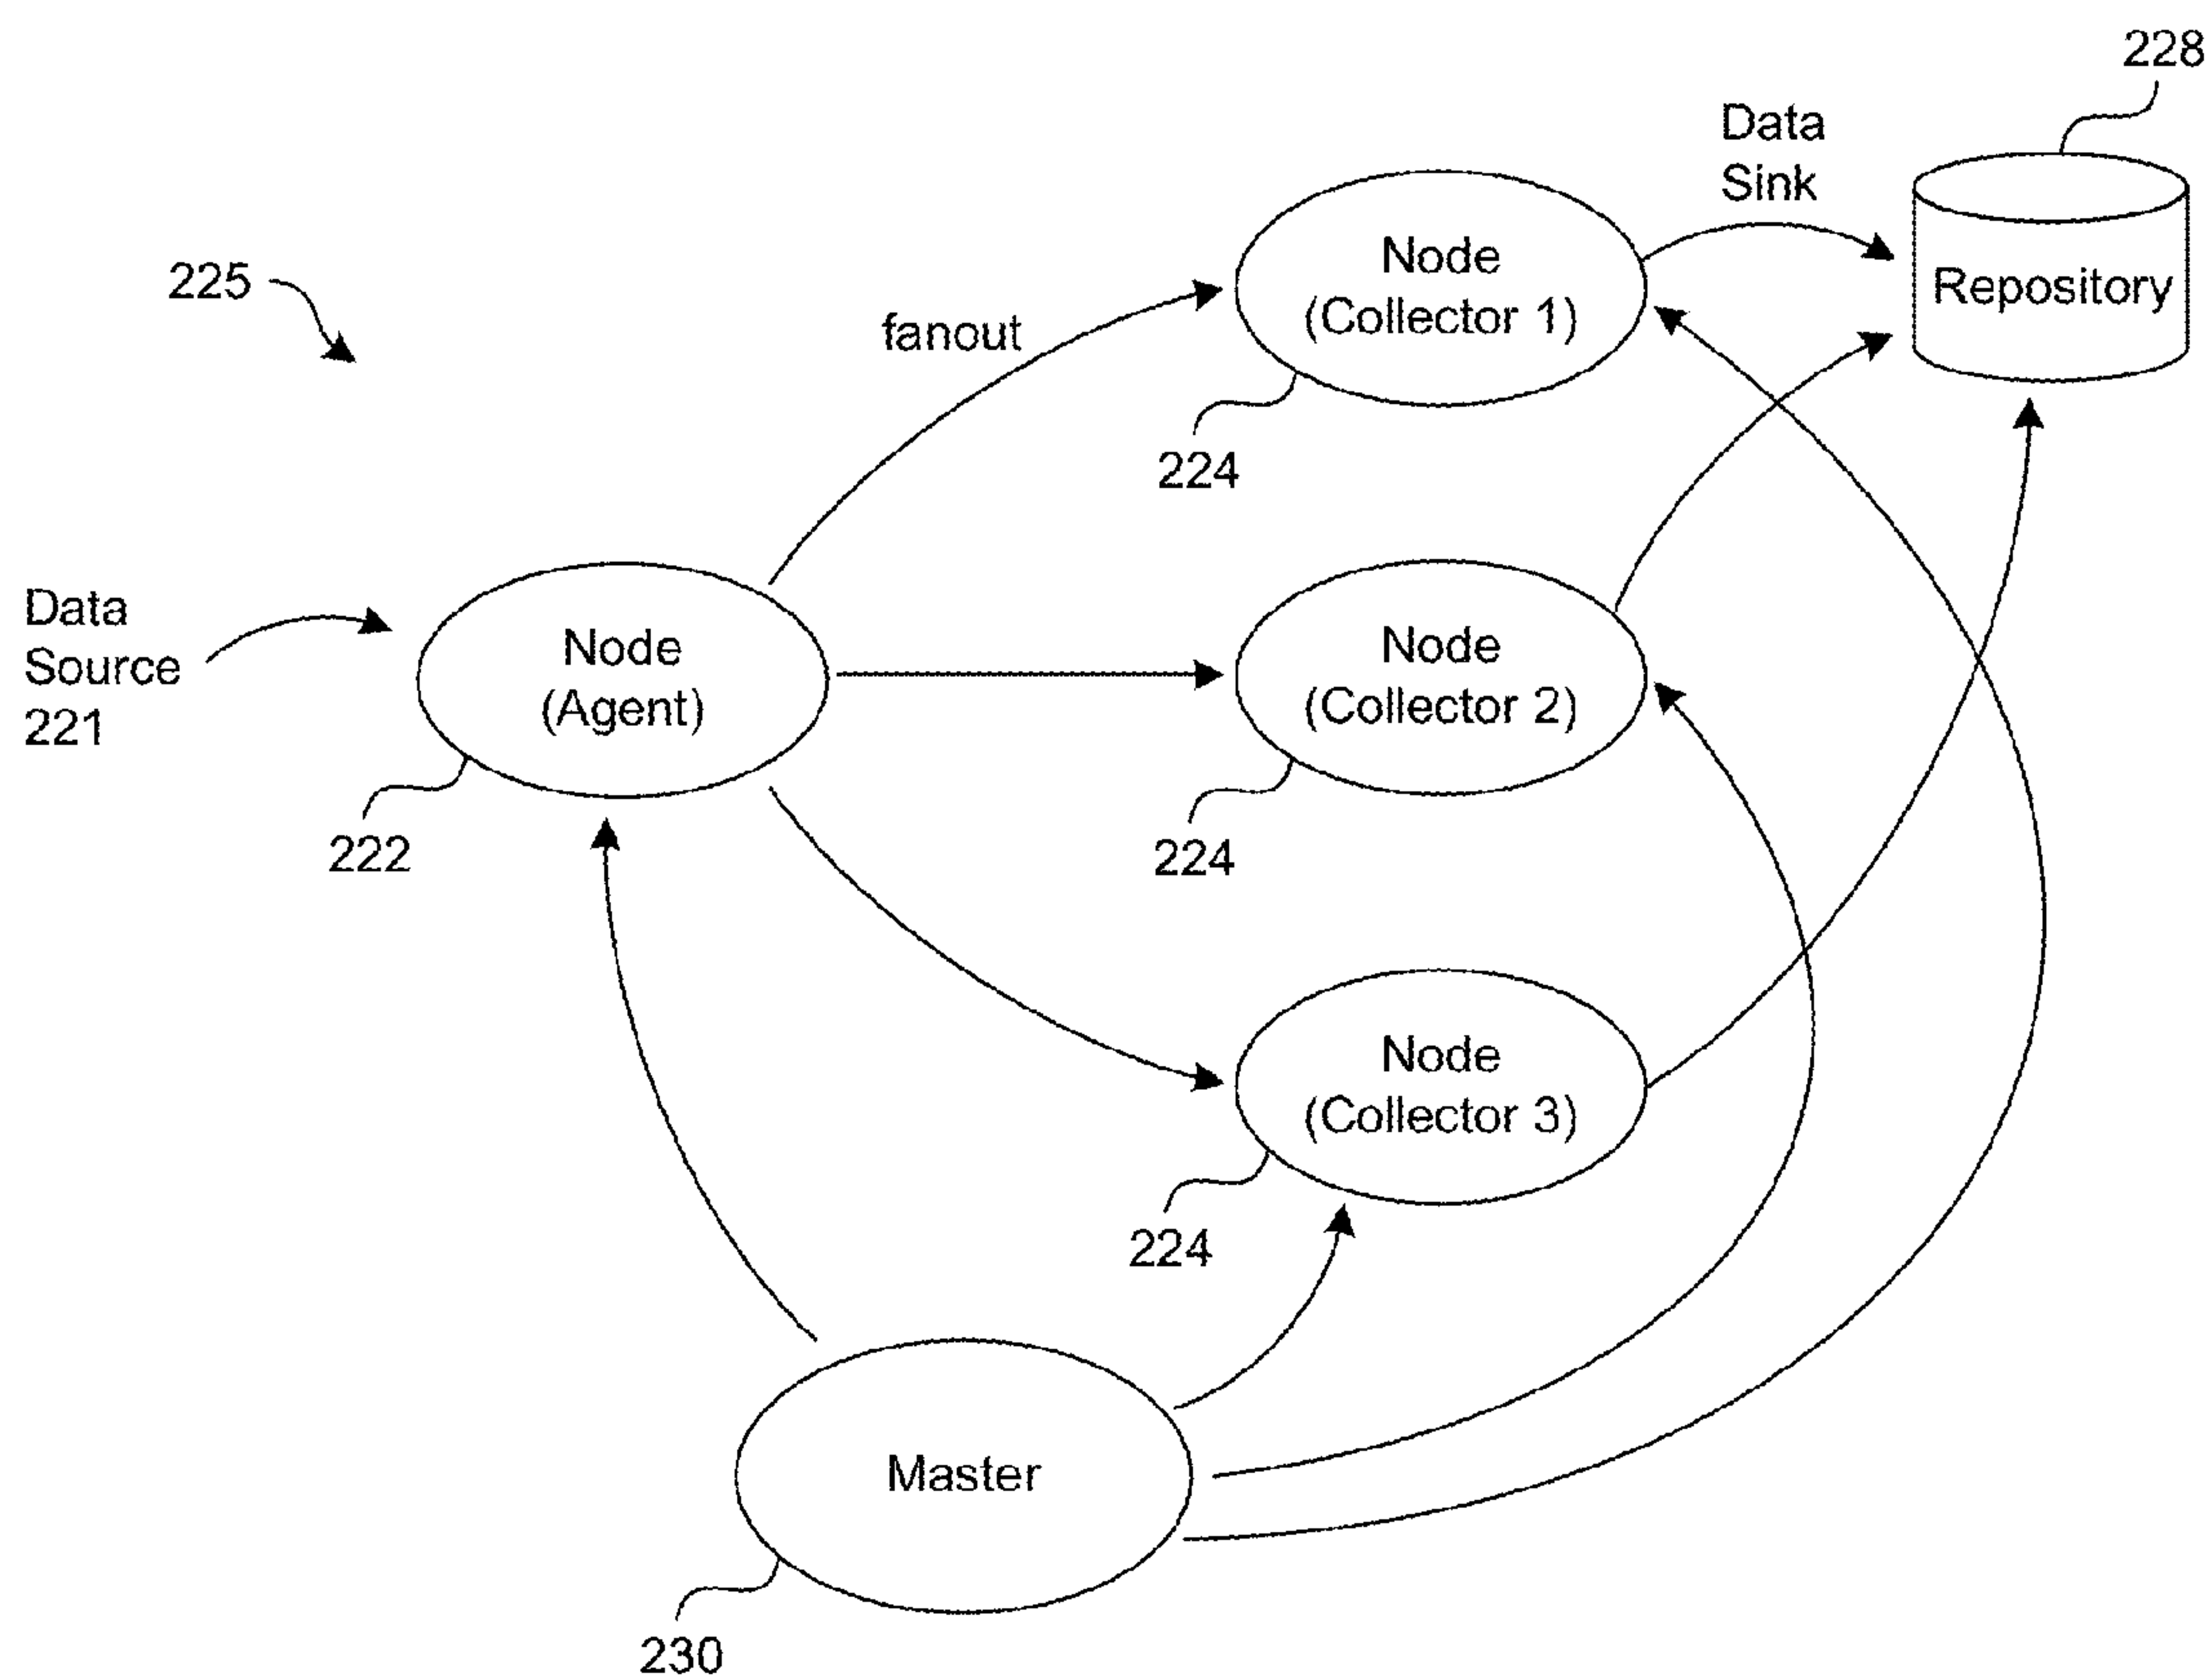 228
Data
Sink
Repository
Node
(Collector 1)
225
fanout
224
Data
Source
221
Node
(Agent)
Node
(Collector 2)
222
224
Node
(Collector 3)
224
Master
230